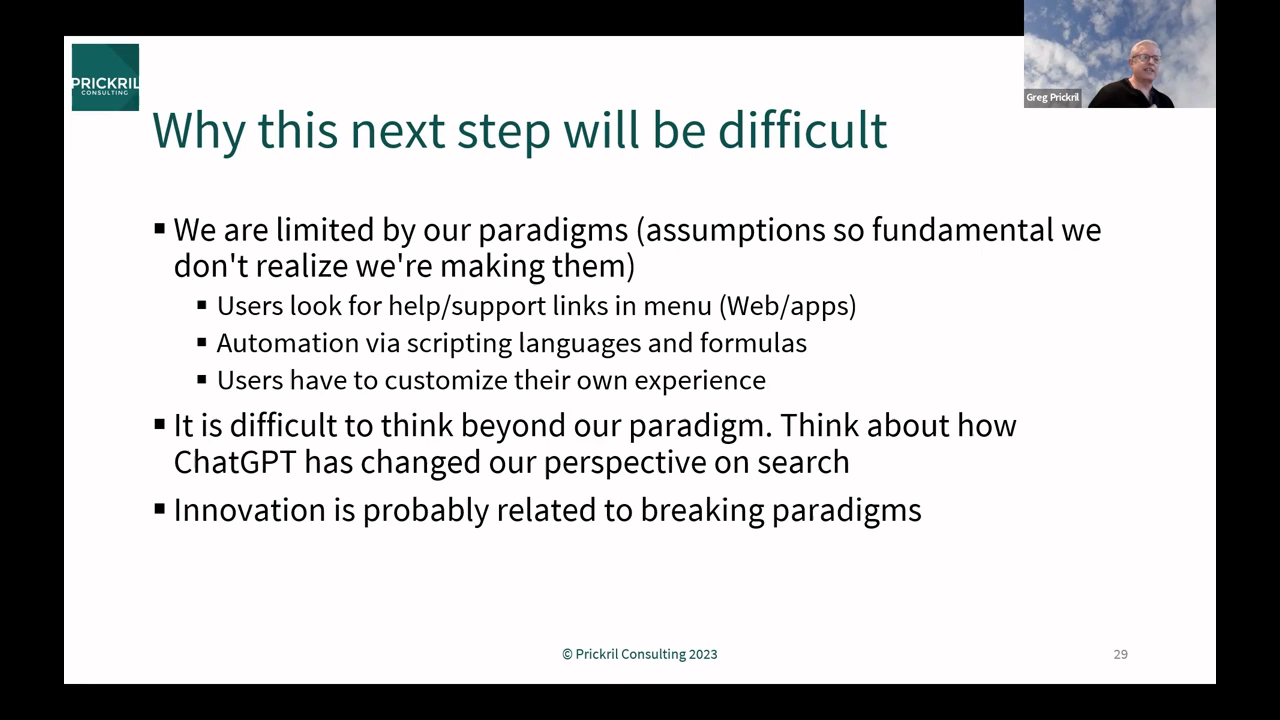 PRICKRIL
CONSULTING
Greg Prickril
Why this next step will be difficult
▪ We are limited by our paradigms (assumptions so fundamental we
don't realize we're making them)
▪ Users look for help/support links in menu (Web/apps)
▪ Automation via scripting languages and formulas
▪ Users have to customize their own experience
▪ It is difficult to think beyond our paradigm. Think about how
ChatGPT has changed our perspective on search
▪ Innovation is probably related to breaking paradigms
© Prickril Consulting 2023
29